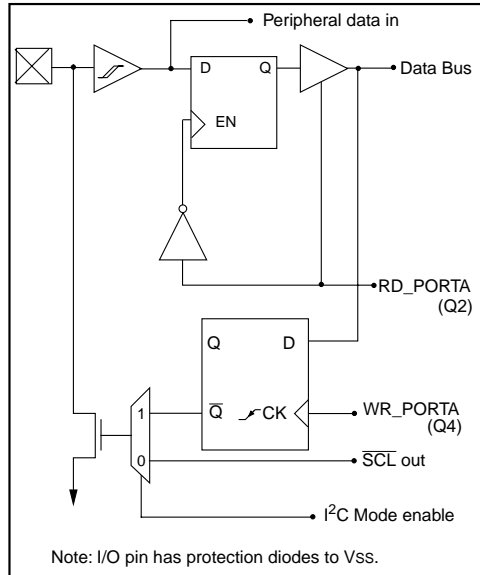 Peripheral data in
D Q
Data Bus
EN
RD_PORTA
(Q2)
Q D
1 Q̅ CK WR_PORTA
(Q4)
0 S̅C̅L̅ out
I²C Mode enable
Note: I/O pin has protection diodes to VSS.